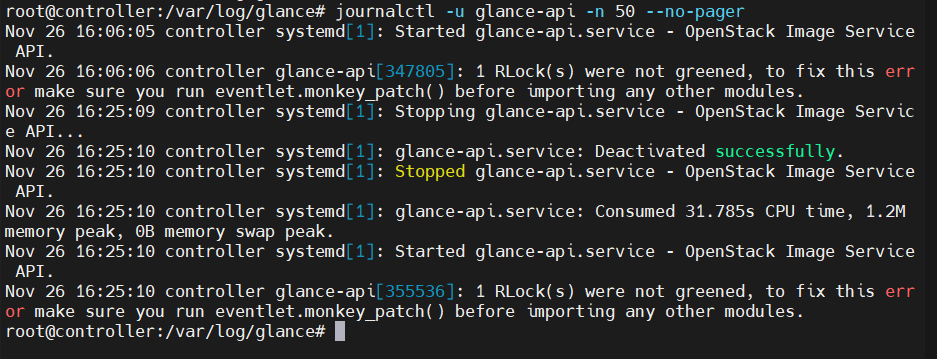 root@controller:/var/log/glance# journalctl -u glance-api -n 50 --no-pager
Nov 26 16:06:05 controller systemd[1]: Started glance-api.service - OpenStack Image Service
 API.
Nov 26 16:06:06 controller glance-api[347805]: 1 RLock(s) were not greened, to fix this err
or make sure you run eventlet.monkey_patch() before importing any other modules.
Nov 26 16:25:09 controller systemd[1]: Stopping glance-api.service - OpenStack Image Servic
e API...
Nov 26 16:25:10 controller systemd[1]: glance-api.service: Deactivated successfully.
Nov 26 16:25:10 controller systemd[1]: Stopped glance-api.service - OpenStack Image Service
 API.
Nov 26 16:25:10 controller systemd[1]: glance-api.service: Consumed 31.785s CPU time, 1.2M
memory peak, 0B memory swap peak.
Nov 26 16:25:10 controller systemd[1]: Started glance-api.service - OpenStack Image Service
 API.
Nov 26 16:25:10 controller glance-api[355536]: 1 RLock(s) were not greened, to fix this err
or make sure you run eventlet.monkey_patch() before importing any other modules.
root@controller:/var/log/glance#